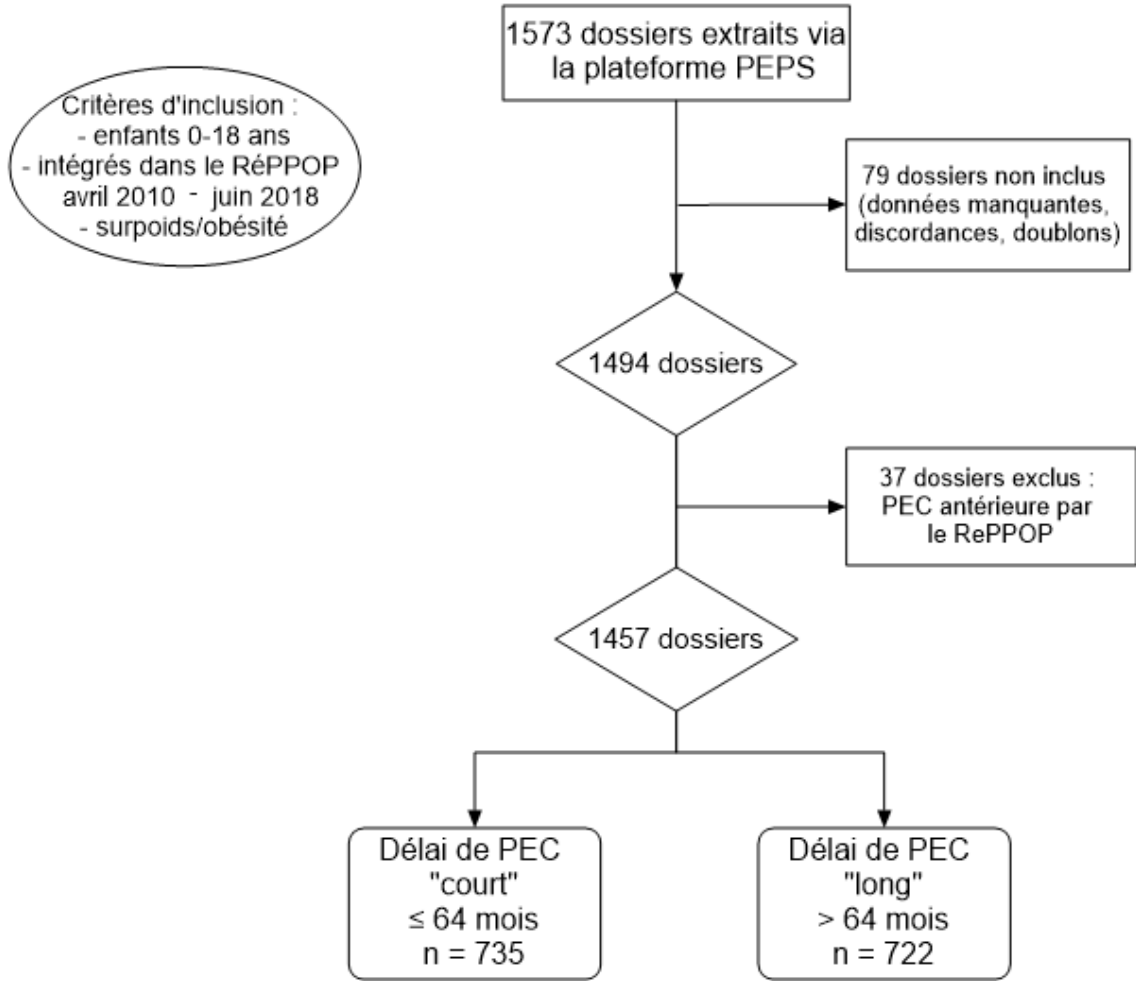 1573 dossiers extraits via
la plateforme PEPS
Critères d'inclusion :
- enfants 0-18 ans
- intégrés dans le RéPPOP
avril 2010 - juin 2018
- surpoids/obésité
79 dossiers non inclus
(données manquantes,
discordances, doublons)
1494 dossiers
37 dossiers exclus :
PEC antérieure par
le RePPOP
1457 dossiers
Délai de PEC
"court"
≤ 64 mois
n = 735
Délai de PEC
"long"
> 64 mois
n = 722